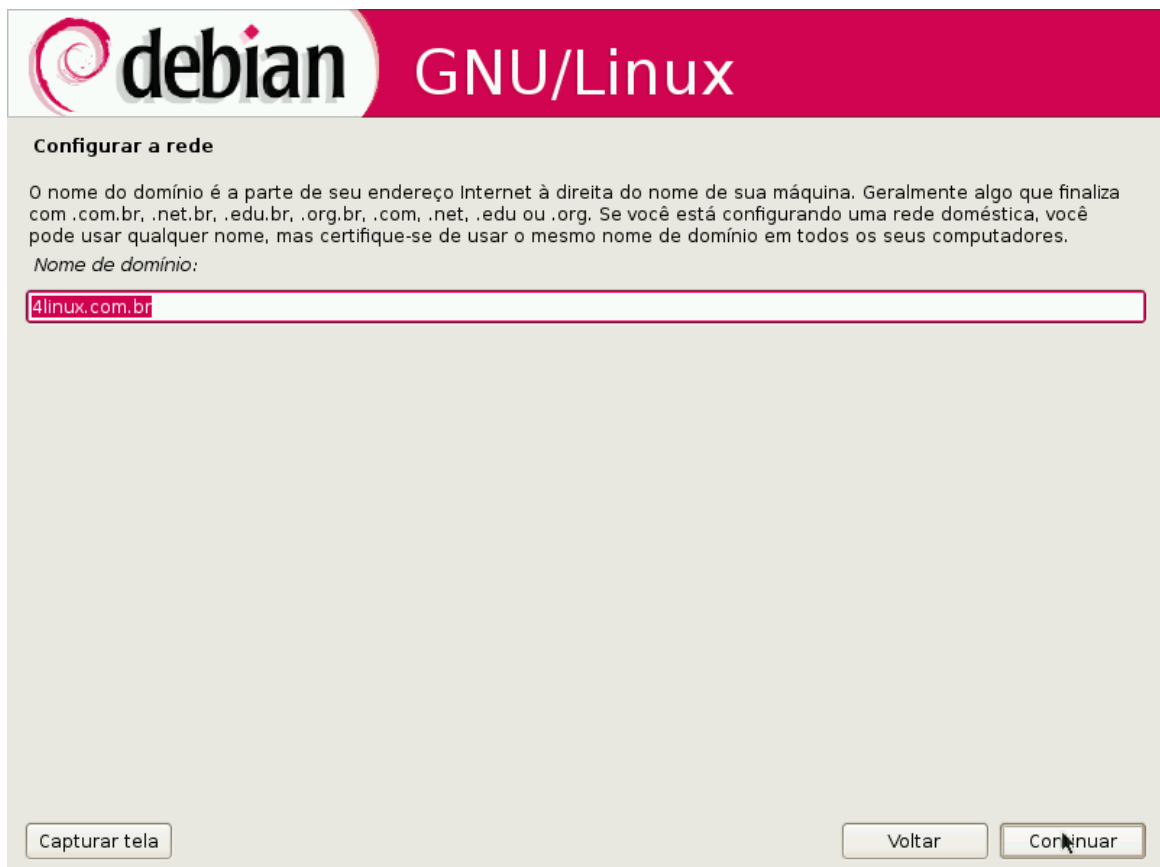 debian GNU/Linux
Configurar a rede
O nome do domínio é a parte de seu endereço Internet à direita do nome de sua máquina. Geralmente algo que finaliza
com .com.br, .net.br, .edu.br, .org.br, .com, .net, .edu ou .org. Se você está configurando uma rede doméstica, você
pode usar qualquer nome, mas certifique-se de usar o mesmo nome de domínio em todos os seus computadores.
Nome de domínio:
4linux.com.br
Capturar tela Voltar Continuar